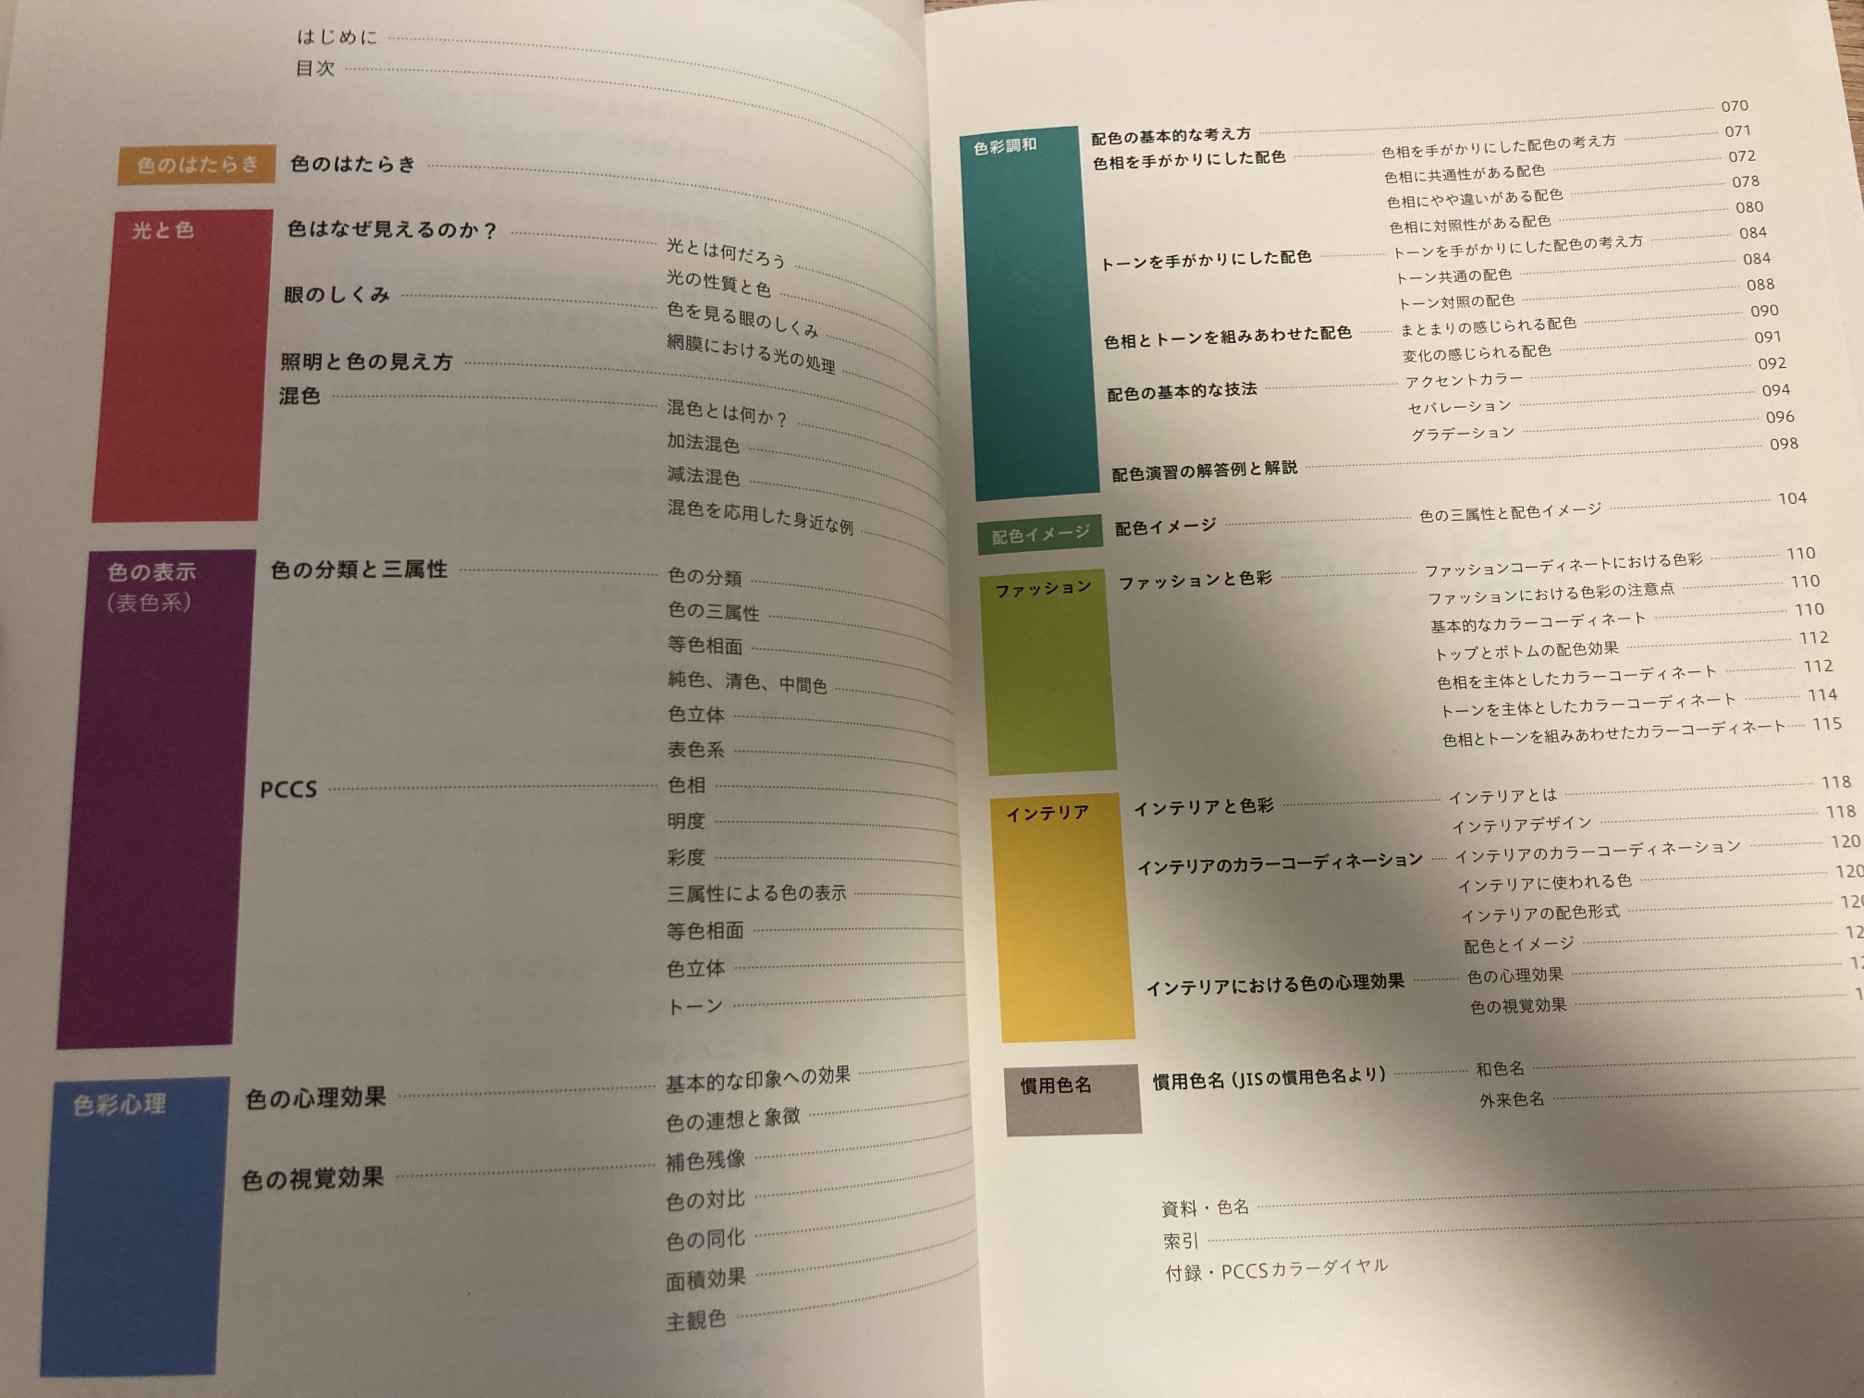 はじめに
目次
色のはたらき
色のはたらき
光と色
色はなぜ見えるのか？
光とは何だろう
光の性質と色
眼のしくみ
色を見る眼のしくみ
網膜における光の処理
照明と色の見え方
混色
混色とは何か？
加法混色
減法混色
混色を応用した身近な例
色の表示
（表色系）
色の分類と三属性
色の分類
色の三属性
等色相面
純色、清色、中間色
色立体
表色系
PCCS
色相
明度
彩度
三属性による色の表示
等色相面
色立体
トーン
色彩心理
色の心理効果
基本的な印象への効果
色の連想と象徴
色の視覚効果
補色残像
色の対比
色の同化
面積効果
主観色
色彩調和
配色の基本的な考え方 070
色相を手がかりにした配色 色相を手がかりにした配色の考え方 071
色相に共通性がある配色 072
色相にやや違いがある配色 078
色相に対照性がある配色 080
トーンを手がかりにした配色 トーンを手がかりにした配色の考え方 084
トーン共通の配色 084
トーン対照の配色 088
色相とトーンを組みあわせた配色 まとまりの感じられる配色 090
変化の感じられる配色 091
配色の基本的な技法 アクセントカラー 092
セパレーション 094
グラデーション 096
配色演習の解答例と解説 098
配色イメージ
配色イメージ 色の三属性と配色イメージ 104
ファッション
ファッションと色彩 ファッションコーディネートにおける色彩 110
ファッションにおける色彩の注意点 110
基本的なカラーコーディネート 110
トップとボトムの配色効果 112
色相を主体としたカラーコーディネート 112
トーンを主体としたカラーコーディネート 114
色相とトーンを組みあわせたカラーコーディネート 115
インテリア
インテリアと色彩 インテリアとは 118
インテリアデザイン 118
インテリアのカラーコーディネーション インテリアのカラーコーディネーション 120
インテリアに使われる色 120
インテリアの配色形式
配色とイメージ
インテリアにおける色の心理効果 色の心理効果
色の視覚効果
慣用色名
慣用色名（JISの慣用色名より） 和色名
外来色名
資料・色名
索引
付録・PCCSカラーダイヤル